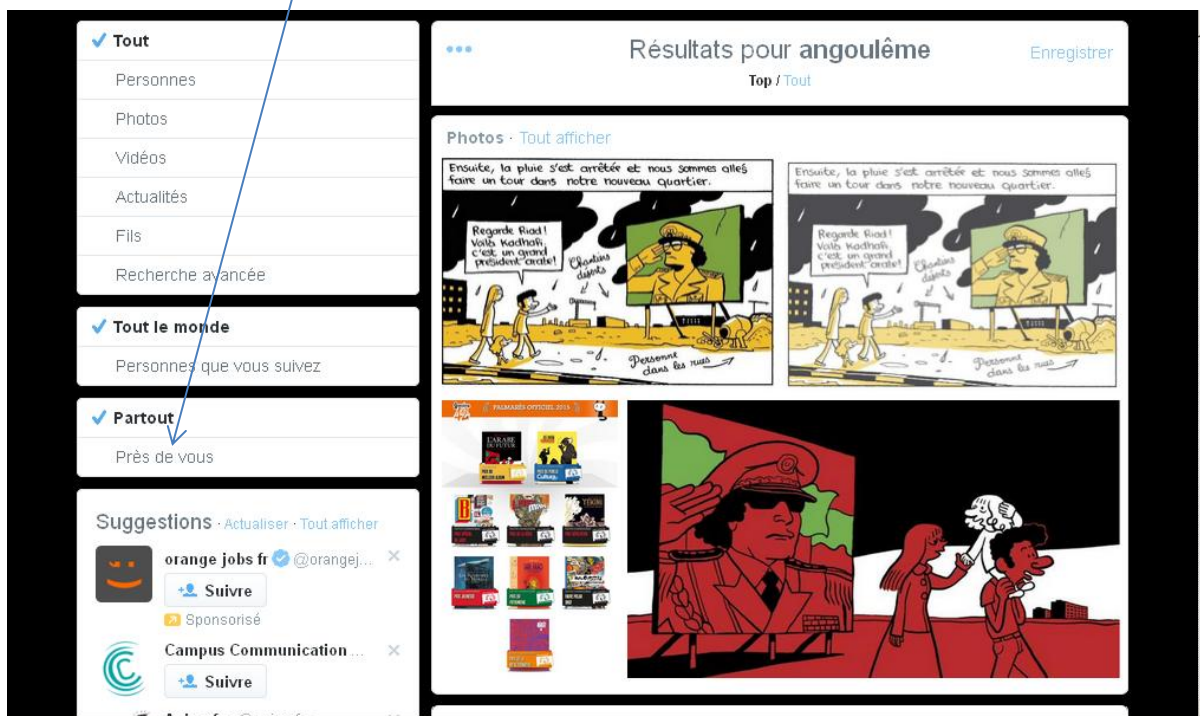 Tout
Personnes
Photos
Vidéos
Actualités
Fils
Recherche avancée
Tout le monde
Personnes que vous suivez
Partout
Près de vous
Suggestions · Actualiser · Tout afficher
orange jobs fr @orangej...
Suivre
Sponsorisé
Campus Communication ...
Suivre
Résultats pour angoulême
Enregistrer
Top / Tout
Photos · Tout afficher
Ensuite, la pluie s'est arrêtée et nous sommes allés
faire un tour dans notre nouveau quartier.
Regarde Riad!
Voilà Kadhafi,
c'est un grand
président arabe!
Chantiers
déserts
Personne
dans les rues
Ensuite, la pluie s'est arrêtée et nous sommes allés
faire un tour dans notre nouveau quartier.
Regarde Riad!
Voilà Kadhafi,
c'est un grand
président arabe!
Chantiers
déserts
Personne
dans les rues
PALMARÈS OFFICIEL 2015
L'ARABE
DU FUTUR
Cultura